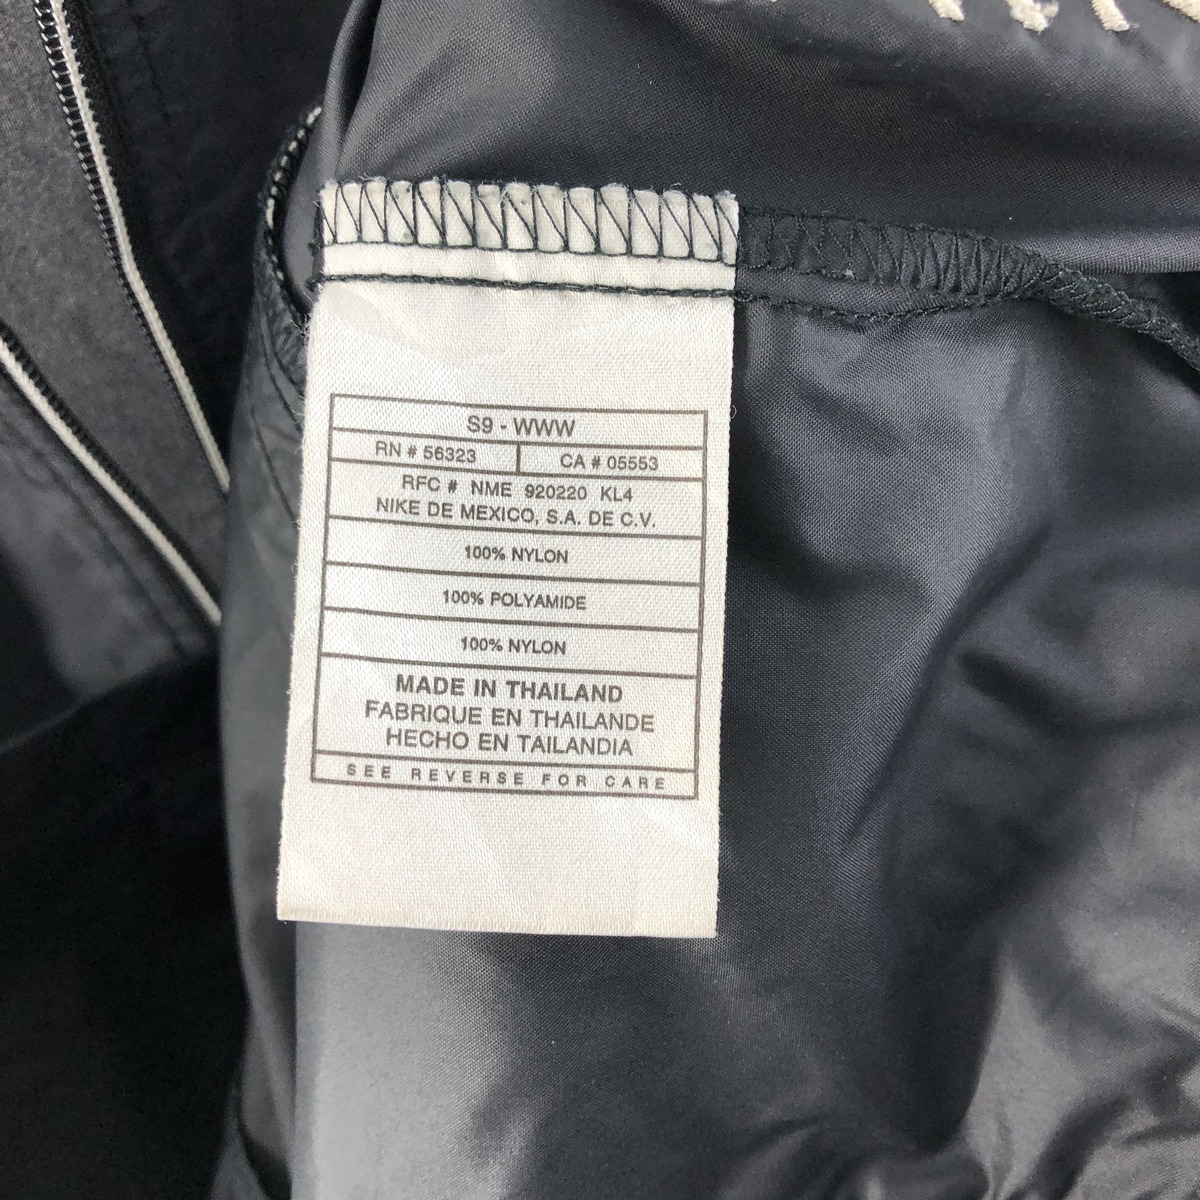 S9 - WWW
RN # 56323 CA # 05553
RFC # NME 920220 KL4
NIKE DE MEXICO, S.A. DE C.V.
100% NYLON
100% POLYAMIDE
100% NYLON
MADE IN THAILAND
FABRIQUE EN THAILANDE
HECHO EN TAILANDIA
SEE REVERSE FOR CARE